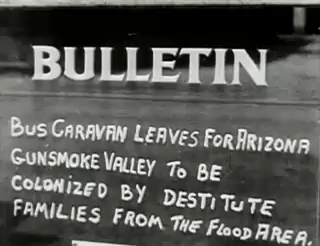 BULLETIN
BUS CARAVAN LEAVES FOR ARIZONA
GUNSMOKE VALLEY TO BE
COLONIZED BY DESTITUTE
FAMILIES FROM THE FLOOD AREA.